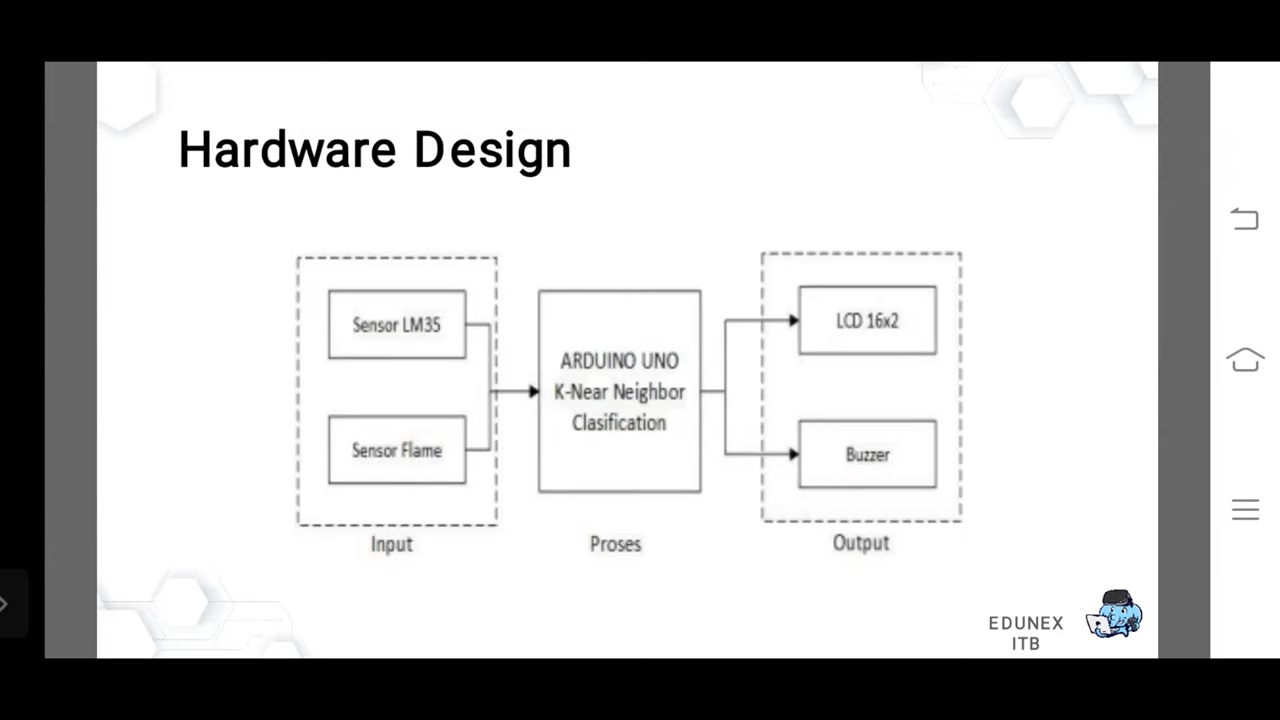 Hardware Design
Sensor LM35
Sensor Flame
Input
ARDUINO UNO
K-Near Neighbor
Clasification
Proses
LCD 16x2
Buzzer
Output
EDUNEX
ITB